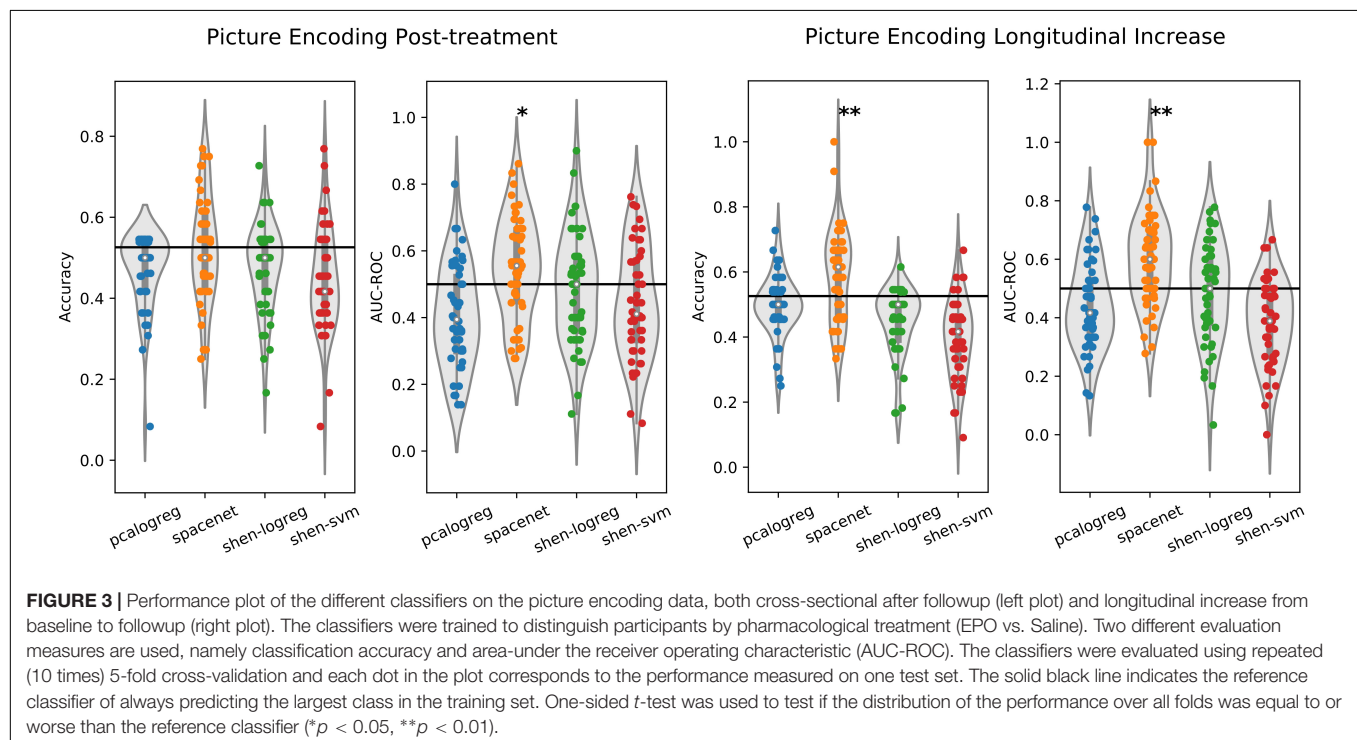 Picture Encoding Post-treatment
Picture Encoding Longitudinal Increase
Accuracy
0.8
0.6
0.4
0.2
0.0
pcalogreg
spacenet
shen-logreg
shen-svm
AUC-ROC
1.0
0.8
0.6
0.4
0.2
0.0
*
pcalogreg
spacenet
shen-logreg
shen-svm
Accuracy
1.0
0.8
0.6
0.4
0.2
0.0
**
pcalogreg
spacenet
shen-logreg
shen-svm
AUC-ROC
1.2
1.0
0.8
0.6
0.4
0.2
0.0
**
pcalogreg
spacenet
shen-logreg
shen-svm
FIGURE 3 | Performance plot of the different classifiers on the picture encoding data, both cross-sectional after followup (left plot) and longitudinal increase from
baseline to followup (right plot). The classifiers were trained to distinguish participants by pharmacological treatment (EPO vs. Saline). Two different evaluation
measures are used, namely classification accuracy and area-under the receiver operating characteristic (AUC-ROC). The classifiers were evaluated using repeated
(10 times) 5-fold cross-validation and each dot in the plot corresponds to the performance measured on one test set. The solid black line indicates the reference
classifier of always predicting the largest class in the training set. One-sided t-test was used to test if the distribution of the performance over all folds was equal to or
worse than the reference classifier (*p < 0.05, **p < 0.01).